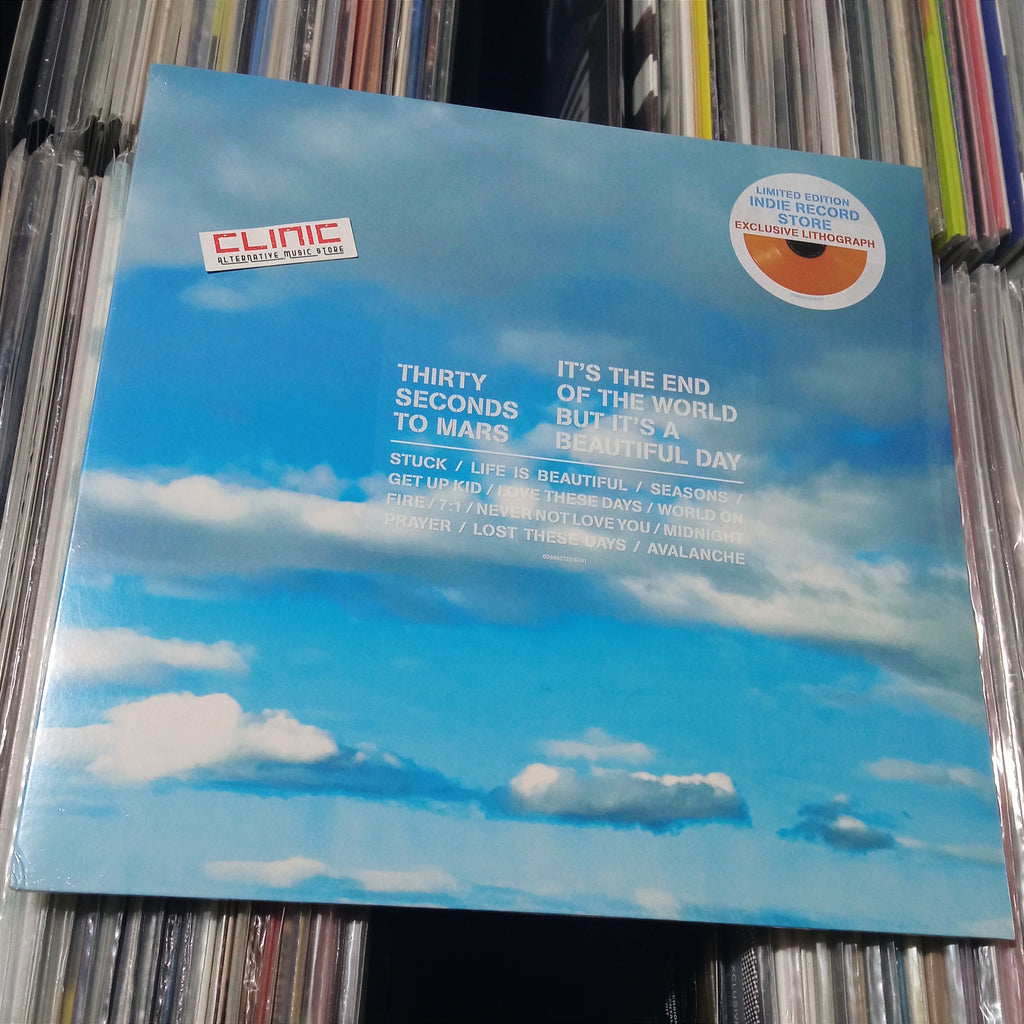 CLINIC
ALTERNATIVE MUSIC STORE
LIMITED EDITION
INDIE RECORD
STORE
EXCLUSIVE LITHOGRAPH
THIRTY
SECONDS
TO MARS
IT'S THE END
OF THE WORLD
BUT IT'S A
BEAUTIFUL DAY
STUCK / LIFE IS BEAUTIFUL / SEASONS /
GET UP KID / LOVE THESE DAYS / WORLD ON
FIRE / 7:1 / NEVER NOT LOVE YOU / MIDNIGHT
PRAYER / LOST THESE DAYS / AVALANCHE